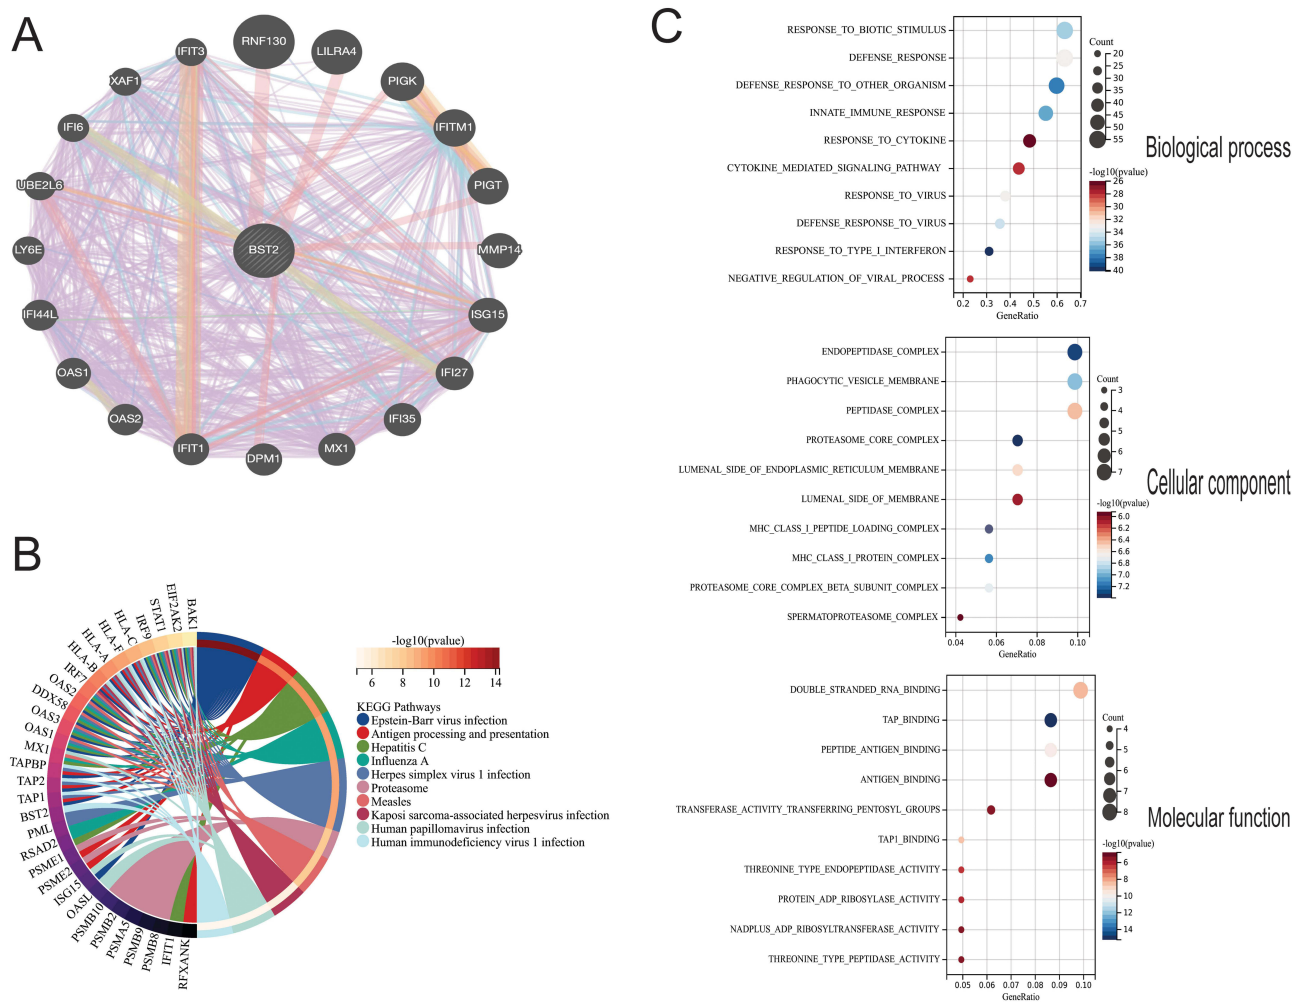 A
RNF130
LILRA4
IFIT3
PIGK
XAF1
IFITM1
IFI6
PIGT
UBE2L6
BST2
MMP14
LY6E
ISG15
IFI44L
IFI27
OAS1
IFI35
OAS2
MX1
IFIT1
DPM1
B
BAK1
EIF2AK2
STAT1
IRF9
HLA-C
HLA-F
HLA-A
HLA-B
IRF7
OAS2
DDX58
OAS3
OAS1
MX1
TAPBP
TAP2
TAP1
BST2
PML
RSAD2
PSME1
PSME2
ISG15
OASL
PSMB10
PSMB2
PSMA5
PSMB9
PSMB8
IFIT1
RFXANK
-log10(pvalue)
6 8 10 12 14
KEGG Pathways
Epstein-Barr virus infection
Antigen processing and presentation
Hepatitis C
Influenza A
Herpes simplex virus 1 infection
Proteasome
Measles
Kaposi sarcoma-associated herpesvirus infection
Human papillomavirus infection
Human immunodeficiency virus 1 infection
C
RESPONSE_TO_BIOTIC_STIMULUS
DEFENSE_RESPONSE
DEFENSE_RESPONSE_TO_OTHER_ORGANISM
INNATE_IMMUNE_RESPONSE
RESPONSE_TO_CYTOKINE
CYTOKINE_MEDIATED_SIGNALING_PATHWAY
RESPONSE_TO_VIRUS
DEFENSE_RESPONSE_TO_VIRUS
RESPONSE_TO_TYPE_I_INTERFERON
NEGATIVE_REGULATION_OF_VIRAL_PROCESS
0.2 0.3 0.4 0.5 0.6 0.7
GeneRatio
Count
20
25
30
35
40
45
50
55
-log10(pvalue)
26
28
30
32
34
36
38
40
Biological process
ENDOPEPTIDASE_COMPLEX
PHAGOCYTIC_VESICLE_MEMBRANE
PEPTIDASE_COMPLEX
PROTEASOME_CORE_COMPLEX
LUMENAL_SIDE_OF_ENDOPLASMIC_RETICULUM_MEMBRANE
LUMENAL_SIDE_OF_MEMBRANE
MHC_CLASS_I_PEPTIDE_LOADING_COMPLEX
MHC_CLASS_I_PROTEIN_COMPLEX
PROTEASOME_CORE_COMPLEX_BETA_SUBUNIT_COMPLEX
SPERMATOPROTEASOME_COMPLEX
0.04 0.06 0.08 0.10
GeneRatio
Count
3
4
5
6
7
-log10(pvalue)
6.0
6.2
6.4
6.6
6.8
7.0
7.2
Cellular component
DOUBLE_STRANDED_RNA_BINDING
TAP_BINDING
PEPTIDE_ANTIGEN_BINDING
ANTIGEN_BINDING
TRANSFERASE_ACTIVITY_TRANSFERRING_PENTOSYL_GROUPS
TAP1_BINDING
THREONINE_TYPE_ENDOPEPTIDASE_ACTIVITY
PROTEIN_ADP_RIBOSYLASE_ACTIVITY
NADPLUS_ADP_RIBOSYLTRANSFERASE_ACTIVITY
THREONINE_TYPE_PEPTIDASE_ACTIVITY
0.05 0.06 0.07 0.08 0.09 0.10
GeneRatio
Count
4
5
6
7
8
-log10(pvalue)
6
8
10
12
14
Molecular function